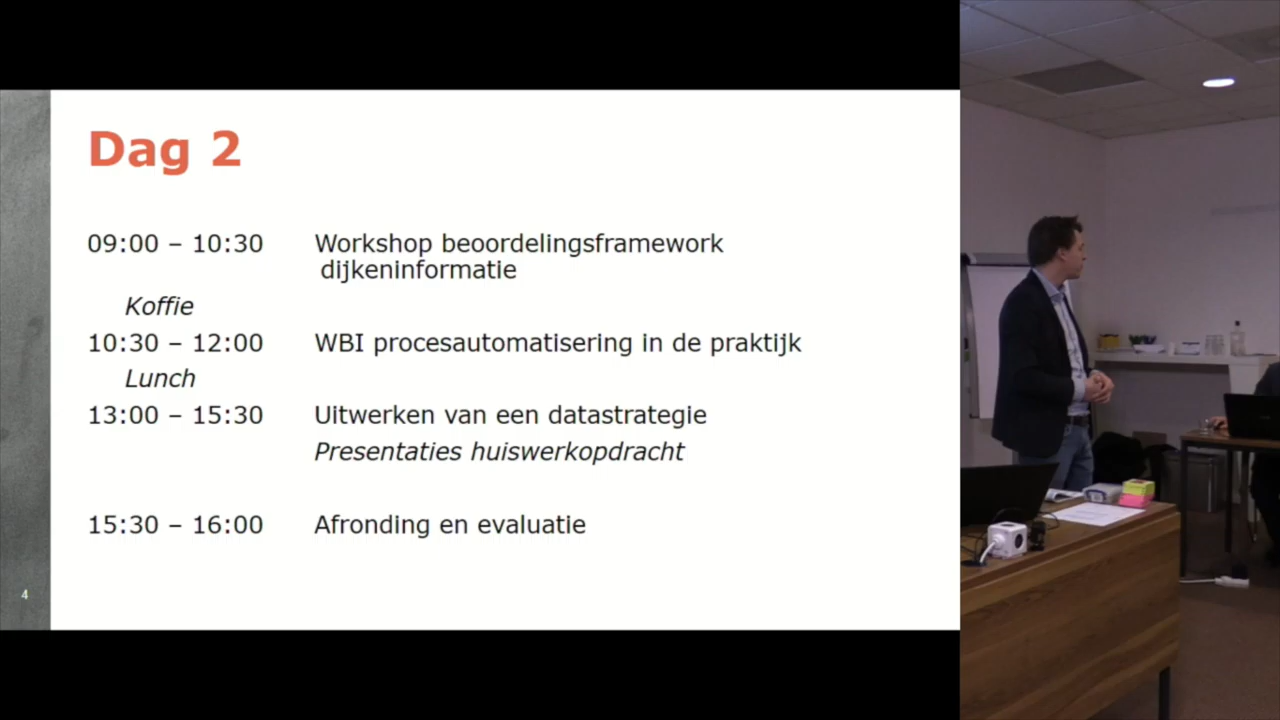 Dag 2
09:00 – 10:30 Workshop beoordelingsframework
dijkeninformatie
Koffie
10:30 – 12:00 WBI procesautomatisering in de praktijk
Lunch
13:00 – 15:30 Uitwerken van een datastrategie
Presentaties huiswerkopdracht
15:30 – 16:00 Afronding en evaluatie
4